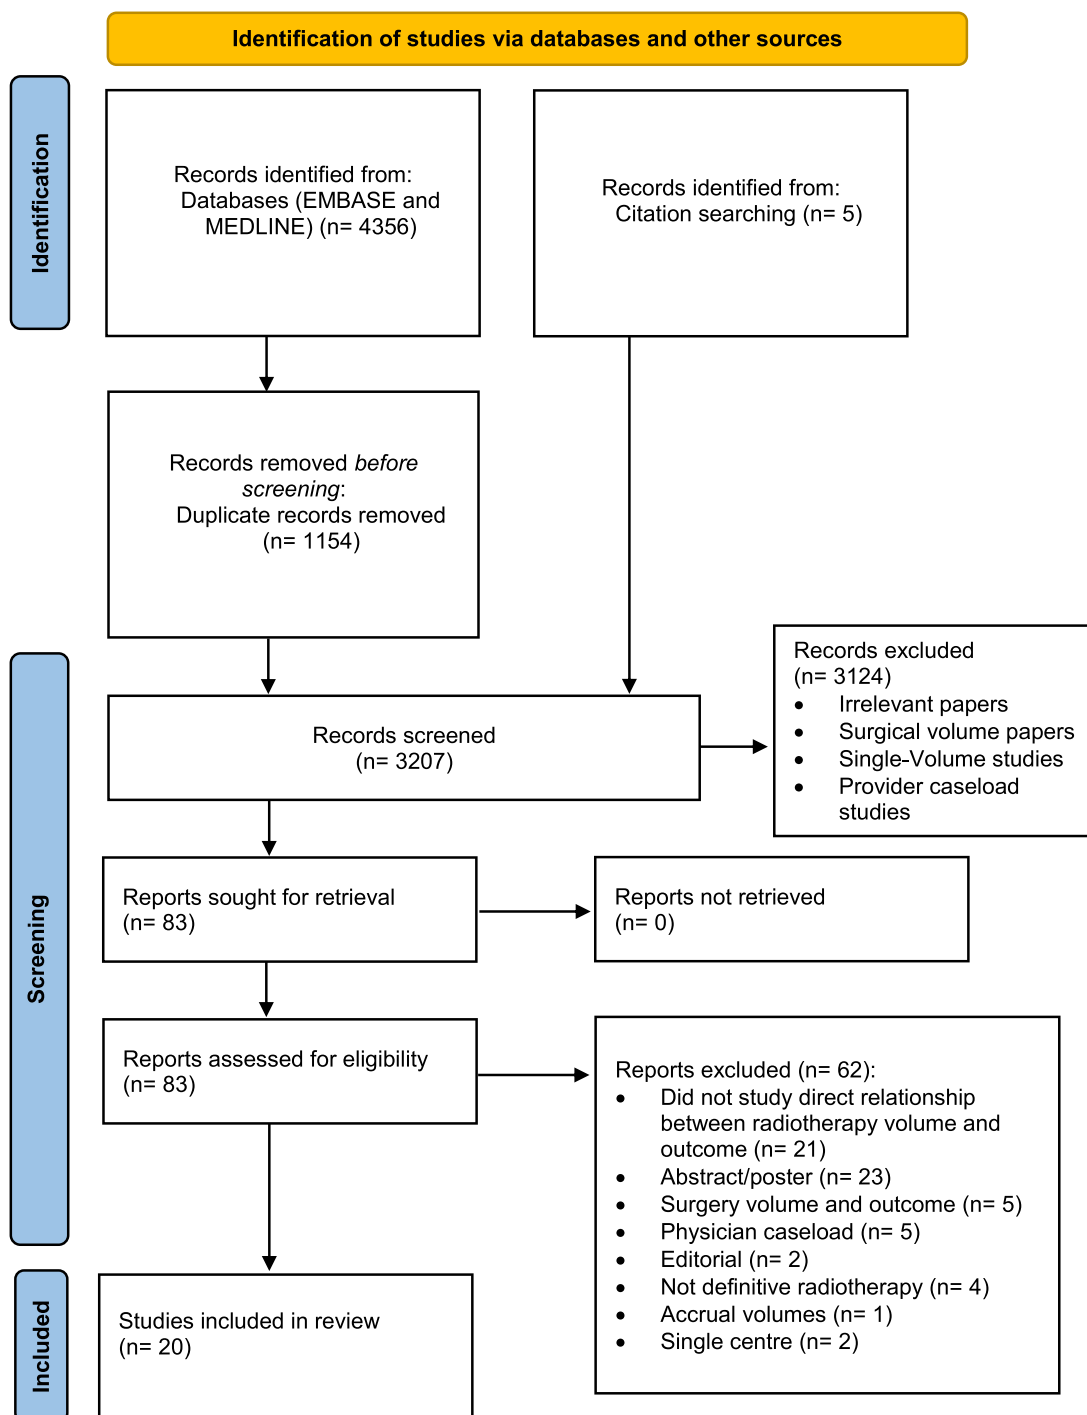 Identification of studies via databases and other sources
Identification
Records identified from:
Databases (EMBASE and
MEDLINE) (n= 4356)
Records identified from:
Citation searching (n= 5)
Records removed before
screening:
Duplicate records removed
(n= 1154)
Screening
Records screened
(n= 3207)
Records excluded
(n= 3124)
• Irrelevant papers
• Surgical volume papers
• Single-Volume studies
• Provider caseload
studies
Reports sought for retrieval
(n= 83)
Reports not retrieved
(n= 0)
Reports assessed for eligibility
(n= 83)
Reports excluded (n= 62):
• Did not study direct relationship
between radiotherapy volume and
outcome (n= 21)
• Abstract/poster (n= 23)
• Surgery volume and outcome (n= 5)
• Physician caseload (n= 5)
• Editorial (n= 2)
• Not definitive radiotherapy (n= 4)
• Accrual volumes (n= 1)
• Single centre (n= 2)
Included
Studies included in review
(n= 20)